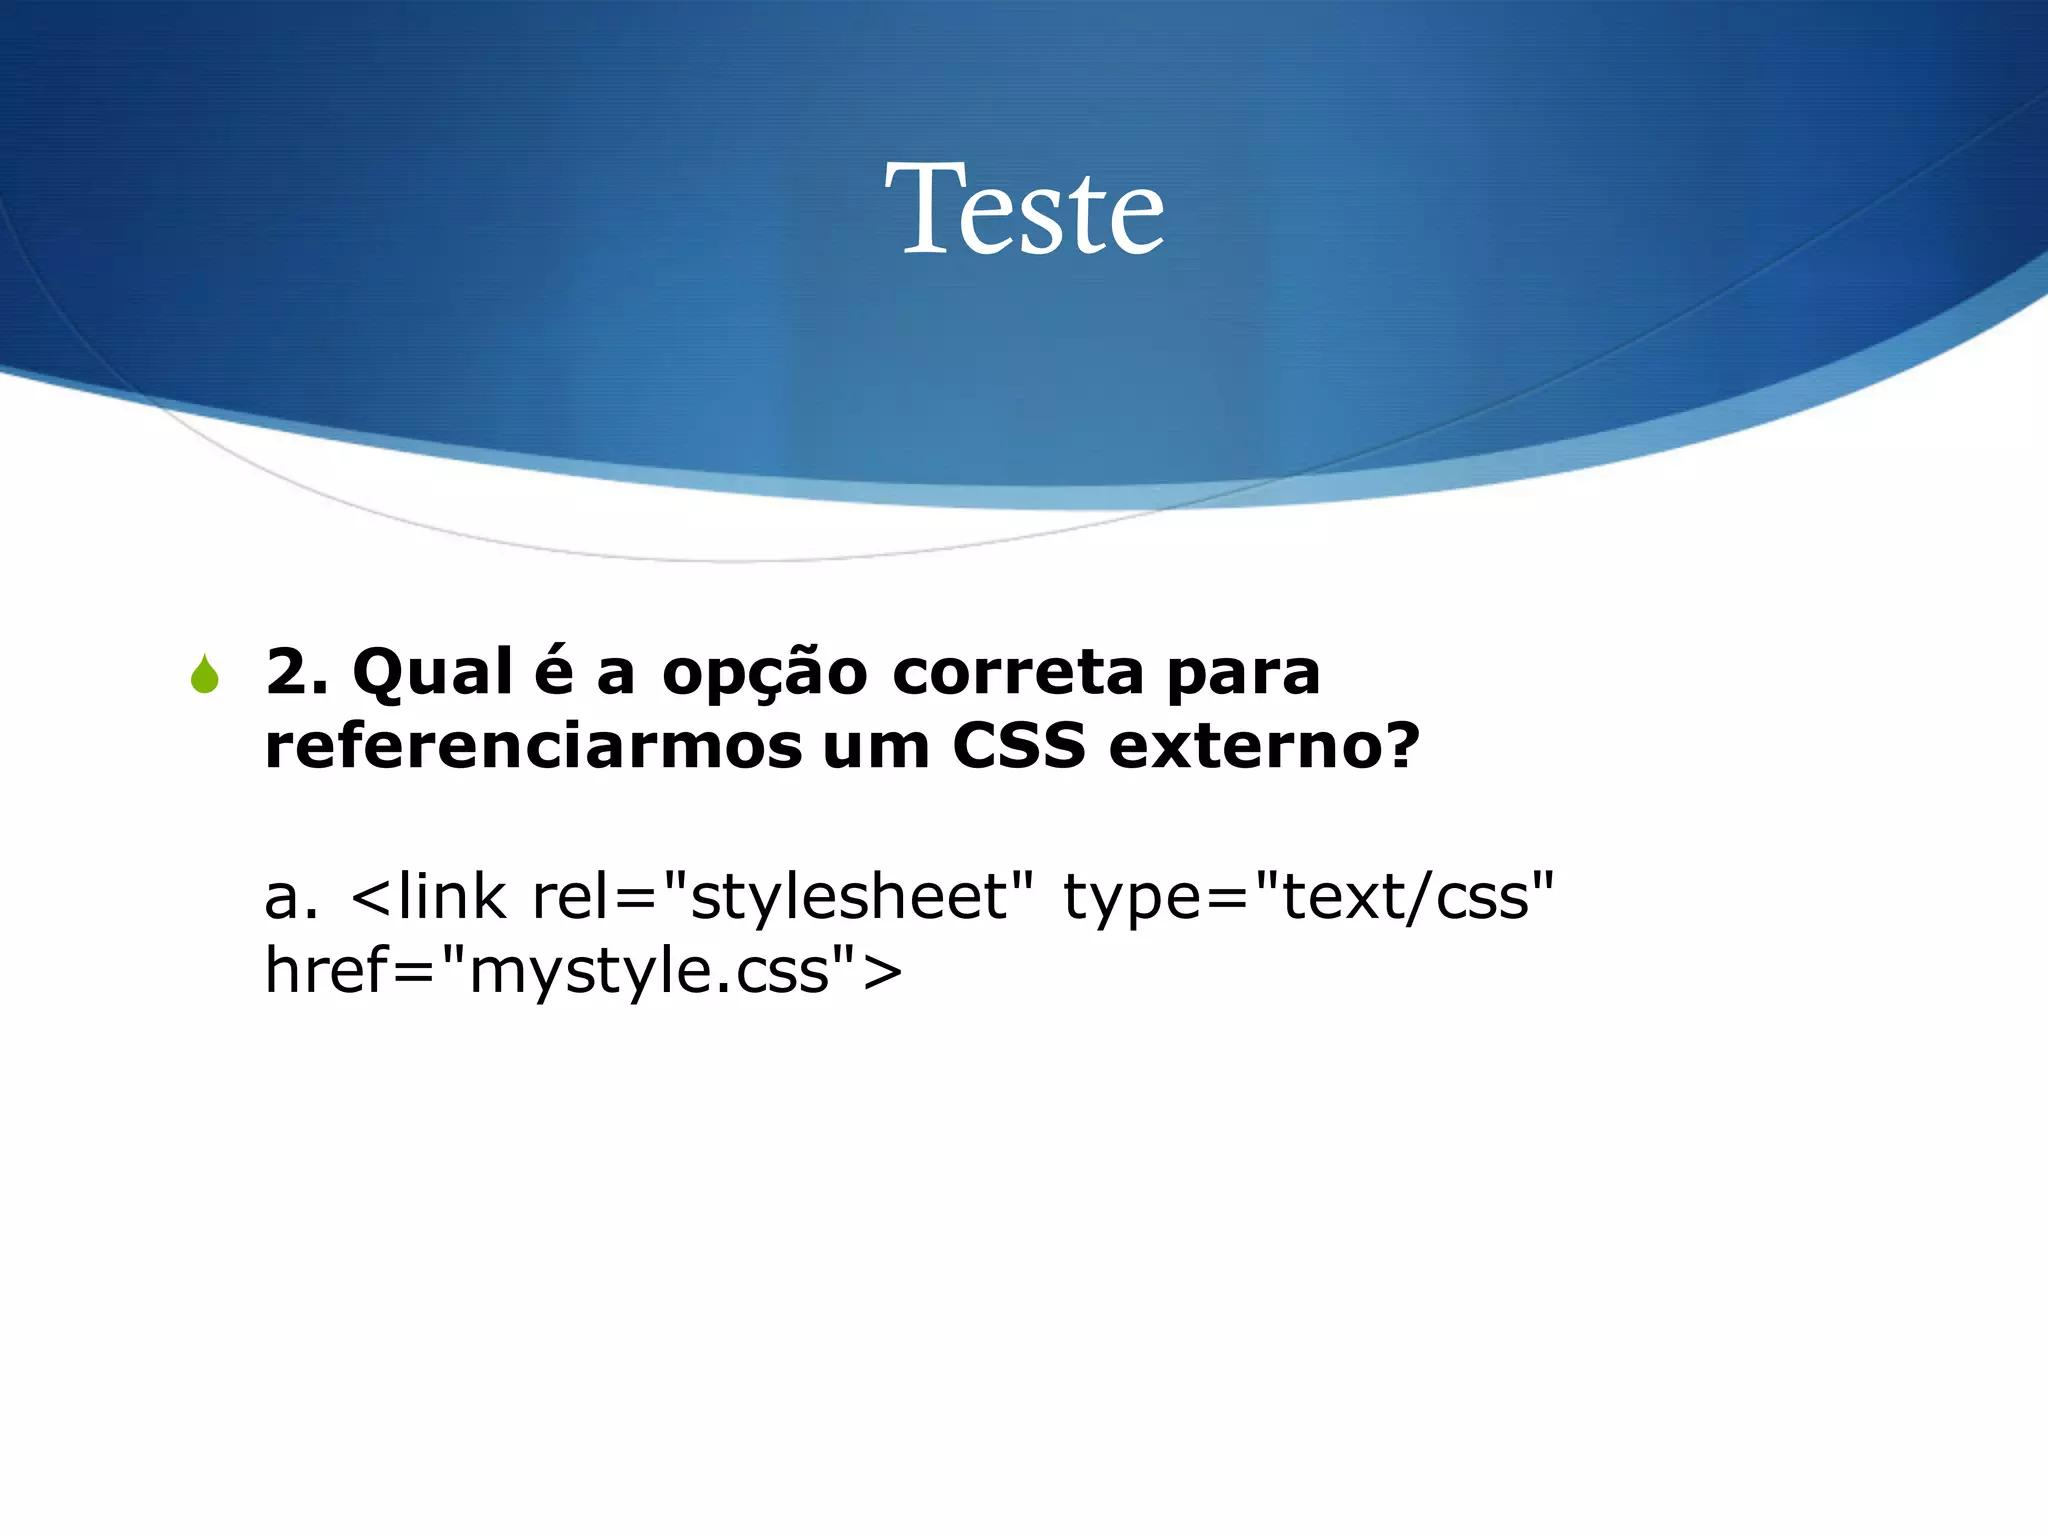 Teste
2. Qual é a opção correta para
referenciarmos um CSS externo?
a. <link rel="stylesheet" type="text/css"
href="mystyle.css">